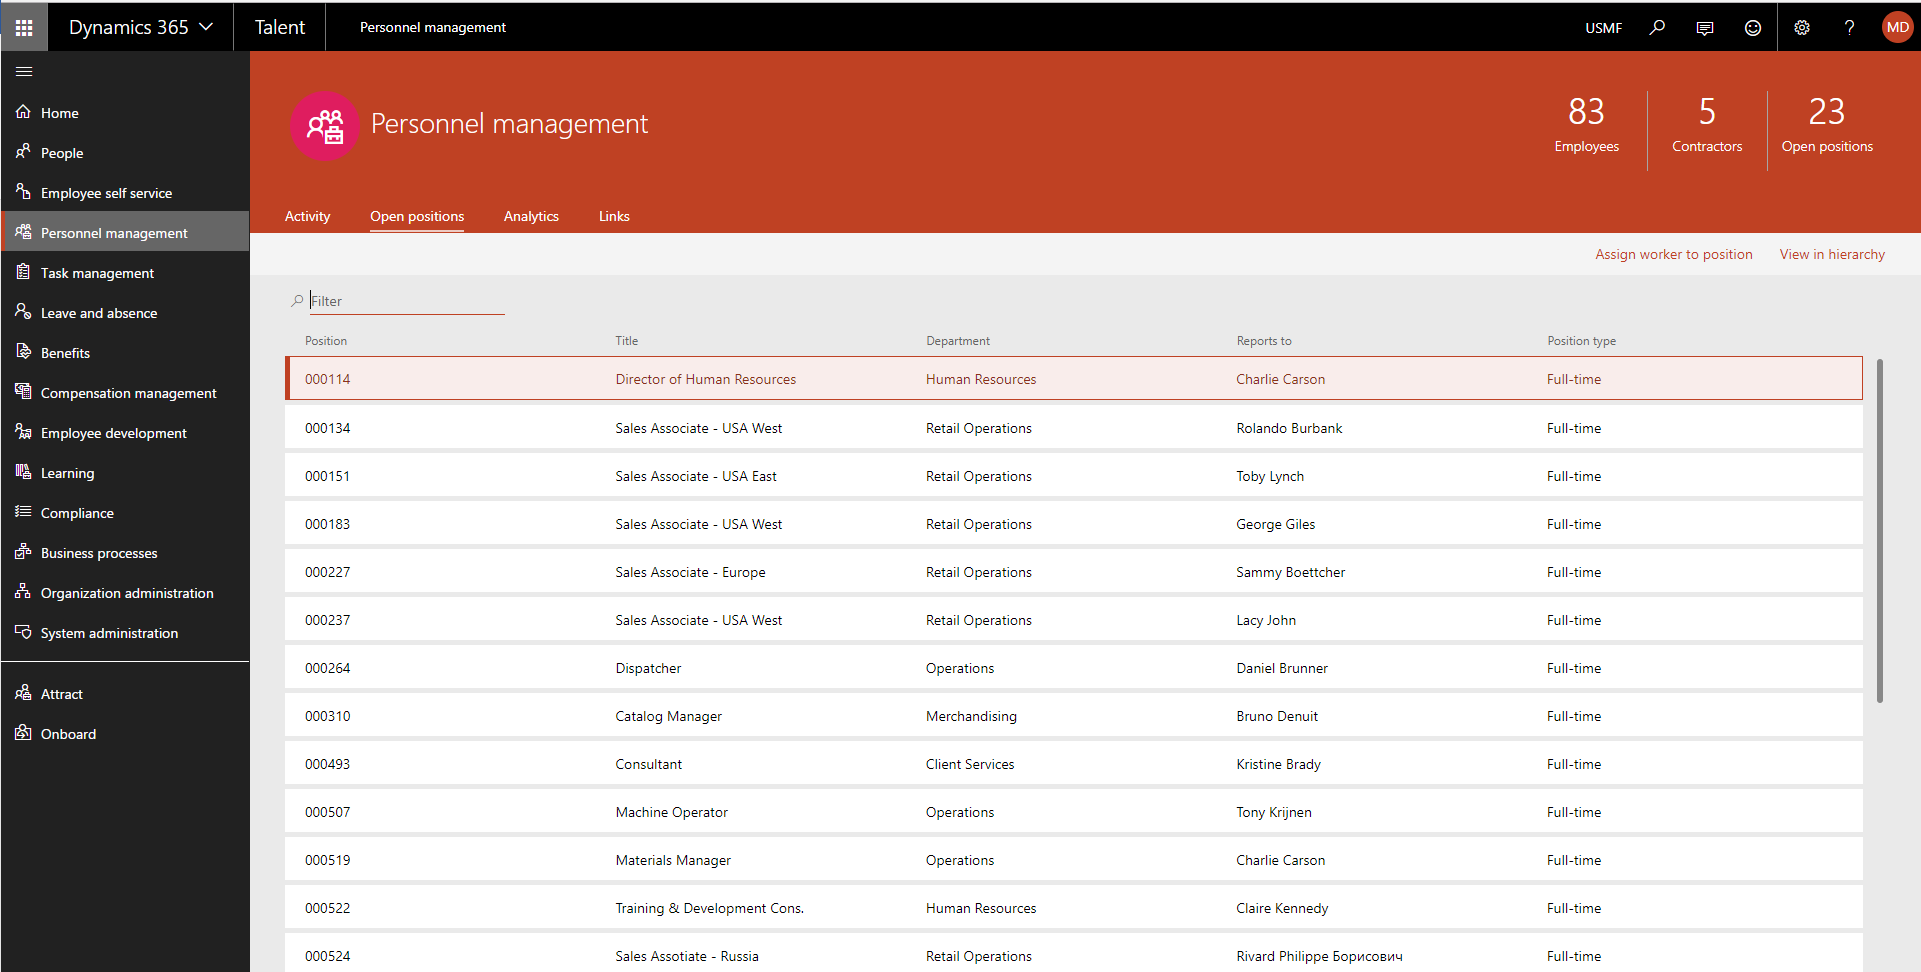 Dynamics 365 Talent Personnel management USMF ? MD
Home
People
Employee self service
Personnel management
Task management
Leave and absence
Benefits
Compensation management
Employee development
Learning
Compliance
Business processes
Organization administration
System administration
Attract
Onboard
Personnel management
83 5 23
Employees Contractors Open positions
Activity Open positions Analytics Links
Assign worker to position View in hierarchy
Filter
Position Title Department Reports to Position type
000114 Director of Human Resources Human Resources Charlie Carson Full-time
000134 Sales Associate - USA West Retail Operations Rolando Burbank Full-time
000151 Sales Associate - USA East Retail Operations Toby Lynch Full-time
000183 Sales Associate - USA West Retail Operations George Giles Full-time
000227 Sales Associate - Europe Retail Operations Sammy Boettcher Full-time
000237 Sales Associate - USA West Retail Operations Lacy John Full-time
000264 Dispatcher Operations Daniel Brunner Full-time
000310 Catalog Manager Merchandising Bruno Denuit Full-time
000493 Consultant Client Services Kristine Brady Full-time
000507 Machine Operator Operations Tony Krijnen Full-time
000519 Materials Manager Operations Charlie Carson Full-time
000522 Training & Development Cons. Human Resources Claire Kennedy Full-time
000524 Sales Assotiate - Russia Retail Operations Rivard Philippe Борисович Full-time